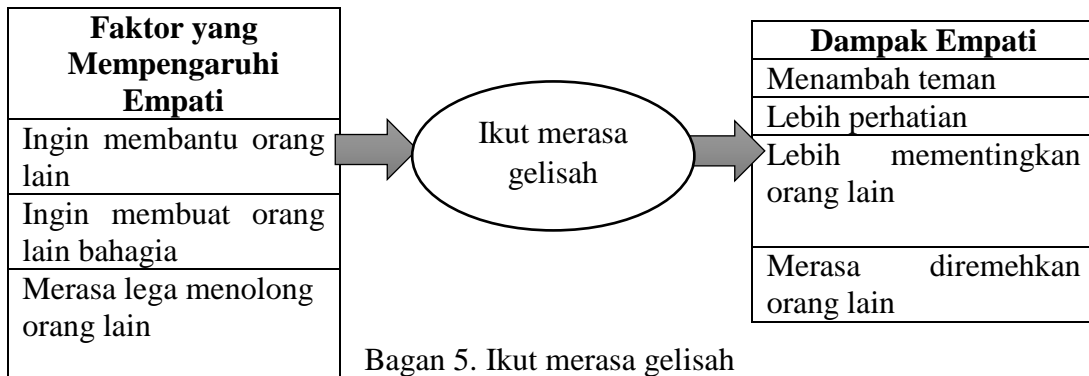 Faktor yang
Mempengaruhi
Empati
Ingin membantu orang
lain
Ingin membuat orang
lain bahagia
Merasa lega menolong
orang lain
Ikut merasa
gelisah
Dampak Empati
Menambah teman
Lebih perhatian
Lebih mementingkan
orang lain
Merasa diremehkan
orang lain
Bagan 5. Ikut merasa gelisah